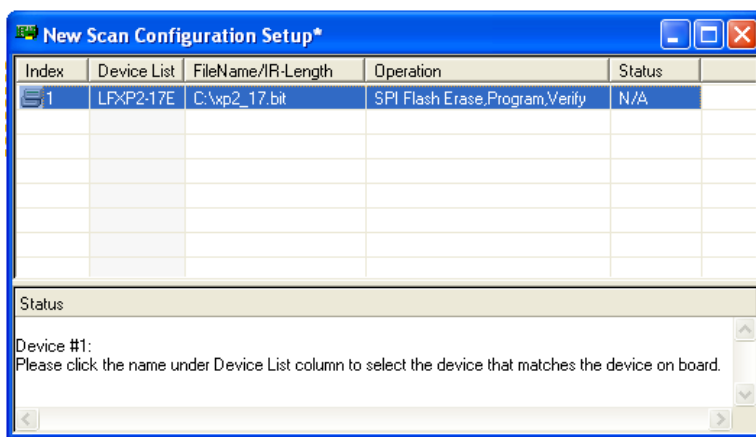 New Scan Configuration Setup*
Index Device List FileName/IR-Length Operation Status
1 LFXP2-17E C:\xp2_17.bit SPI Flash Erase,Program,Verify N/A
Status
Device #1:
Please click the name under Device List column to select the device that matches the device on board.